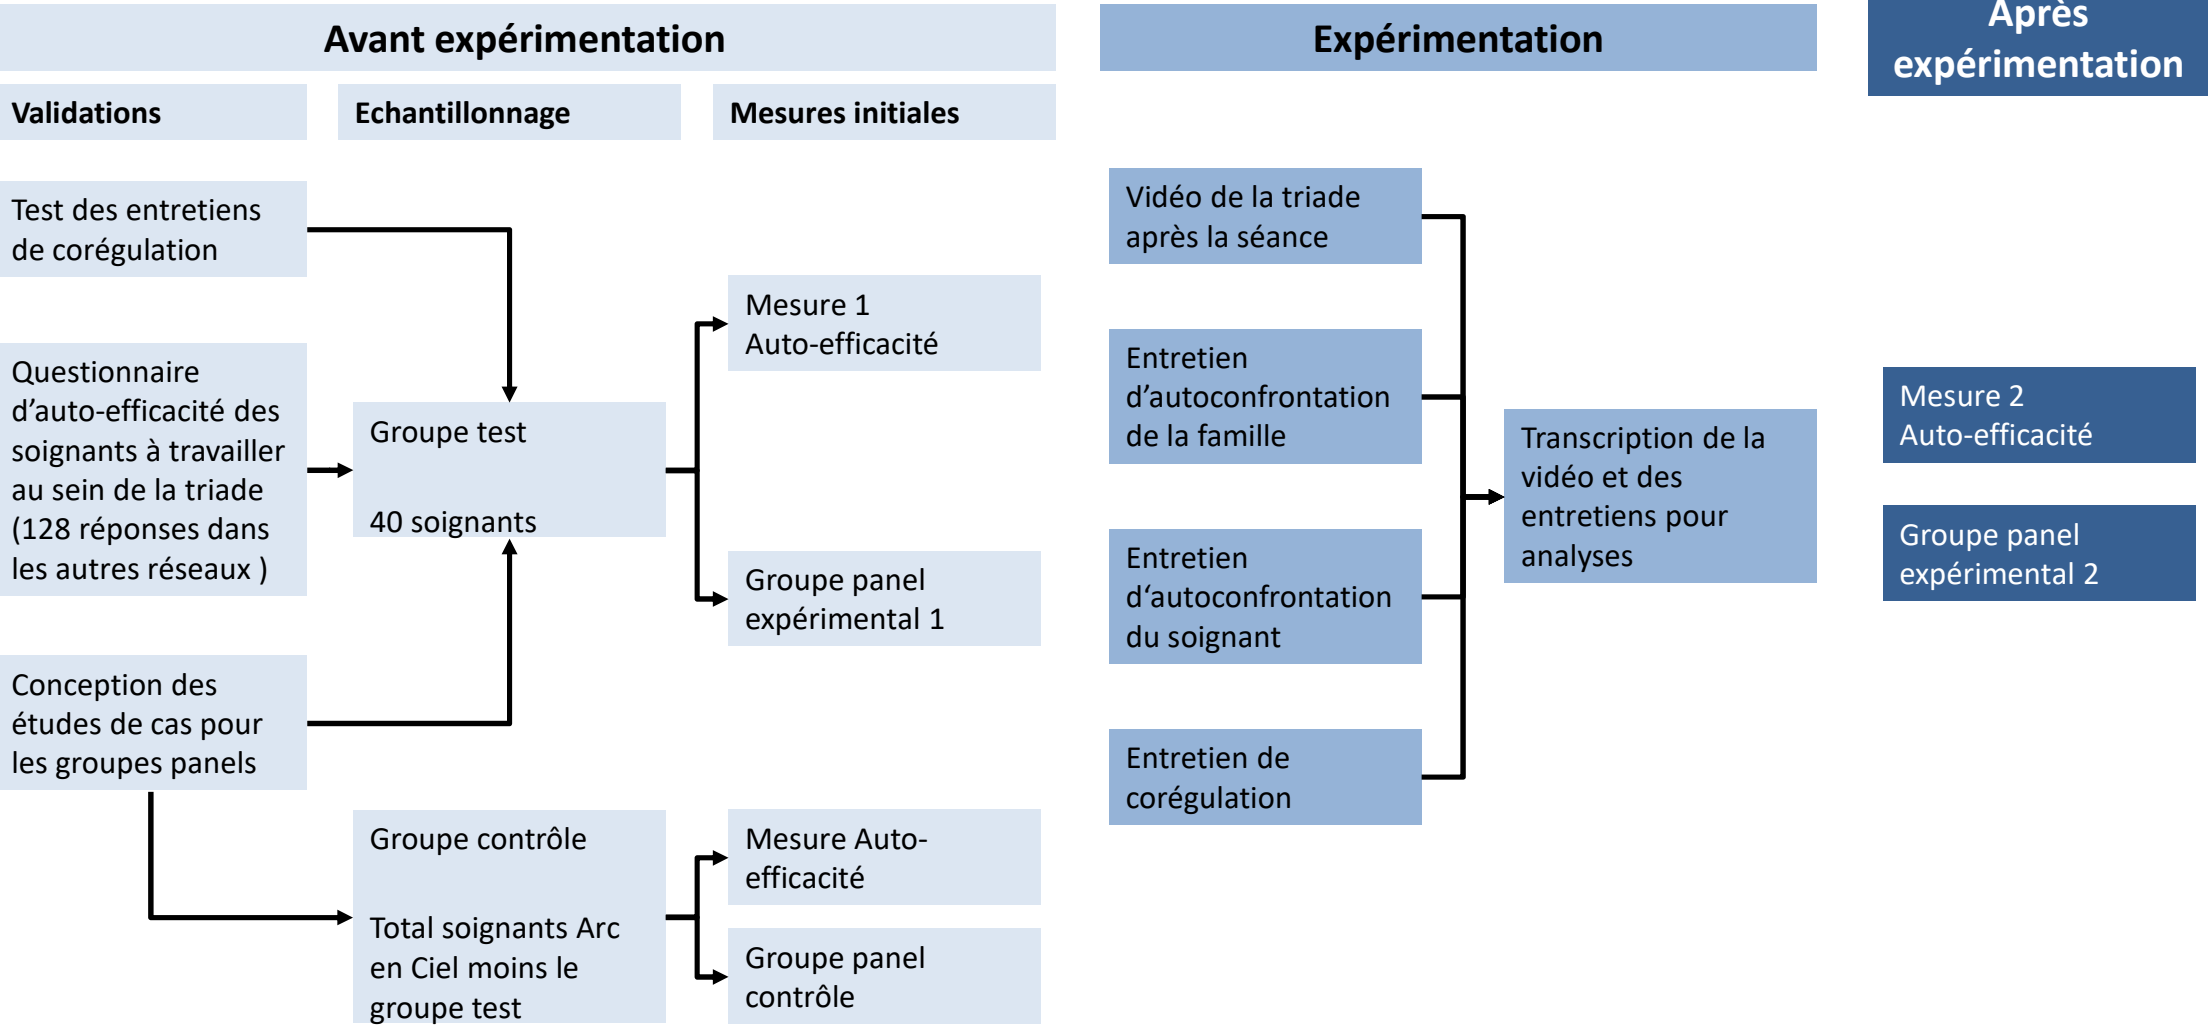 Avant expérimentation
Expérimentation
Après
expérimentation
Validations
Echantillonnage
Mesures initiales
Test des entretiens
de corégulation
Questionnaire
d’auto-efficacité des
soignants à travailler
au sein de la triade
(128 réponses dans
les autres réseaux )
Conception des
études de cas pour
les groupes panels
Groupe test
40 soignants
Groupe contrôle
Total soignants Arc
en Ciel moins le
groupe test
Mesure 1
Auto-efficacité
Groupe panel
expérimental 1
Mesure Auto-
efficacité
Groupe panel
contrôle
Vidéo de la triade
après la séance
Entretien
d’autoconfrontation
de la famille
Entretien
d‘autoconfrontation
du soignant
Entretien de
corégulation
Transcription de la
vidéo et des
entretiens pour
analyses
Mesure 2
Auto-efficacité
Groupe panel
expérimental 2